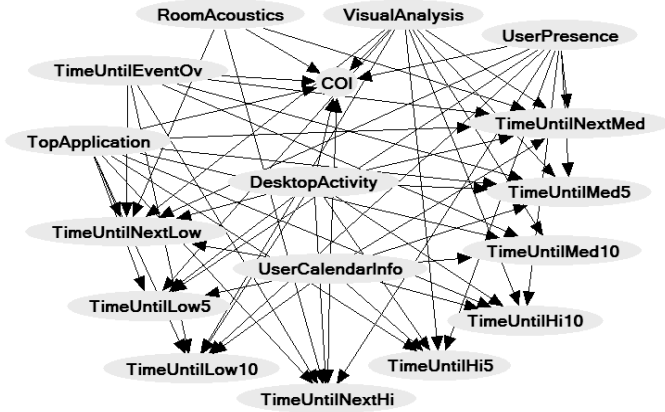 RoomAcoustics
VisualAnalysis
UserPresence
TimeUntilEventOv
COI
TimeUntilNextMed
TopApplication
DesktopActivity
TimeUntilMed5
TimeUntilNextLow
TimeUntilMed10
UserCalendarInfo
TimeUntilLow5
TimeUntilHi10
TimeUntilLow10
TimeUntilHi5
TimeUntilNextHi